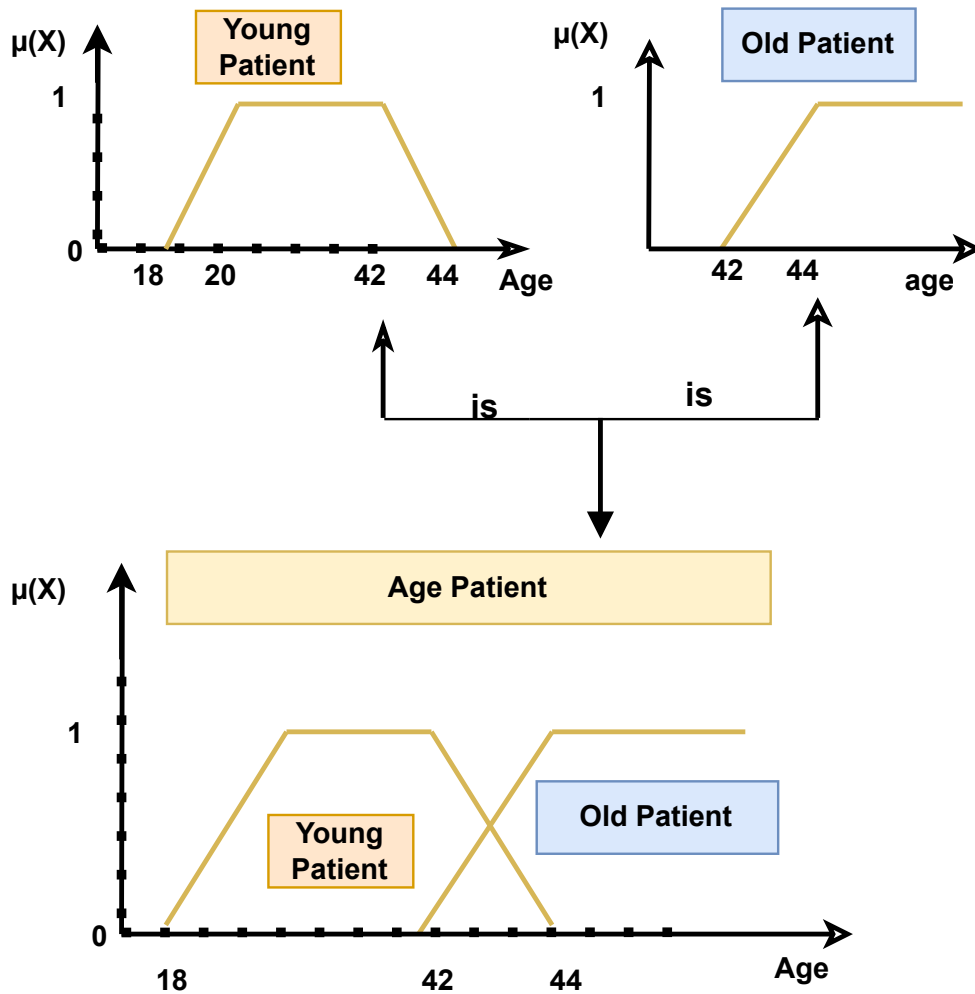 μ(X)
Young
Patient
1
0
18
20
42
44
Age
μ(X)
Old Patient
1
42
44
age
is
is
μ(X)
Age Patient
1
Young
Patient
Old Patient
0
18
42
44
Age